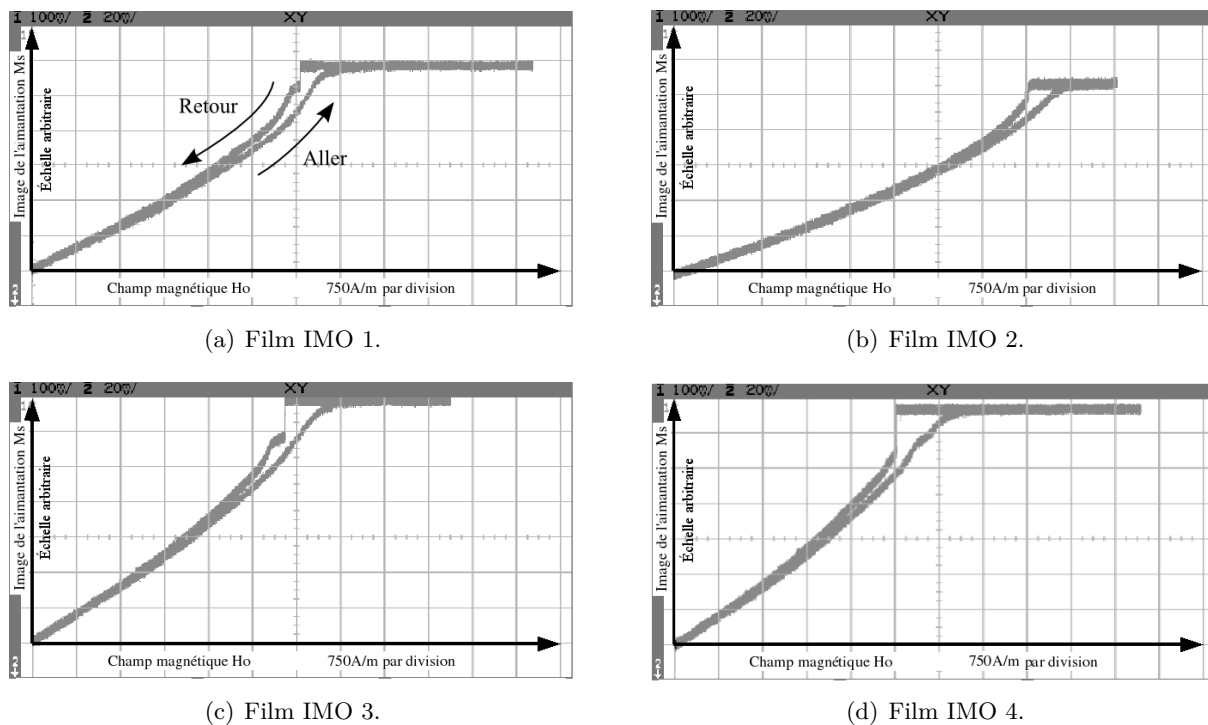 1 100㎷/ 2 20㎷/ XY
Image de l'aimantation Ms
Échelle arbitraire
Retour
Aller
Champ magnétique Ho 750A/m par division
(a) Film IMO 1.
1 100㎷/ 2 20㎷/ XY
Image de l'aimantation Ms
Échelle arbitraire
Champ magnétique Ho 750A/m par division
(b) Film IMO 2.
1 100㎷/ 2 20㎷/ XY
Image de l'aimantation Ms
Échelle arbitraire
Champ magnétique Ho 750A/m par division
(c) Film IMO 3.
1 100㎷/ 2 20㎷/ XY
Image de l'aimantation Ms
Échelle arbitraire
Champ magnétique Ho 750A/m par division
(d) Film IMO 4.